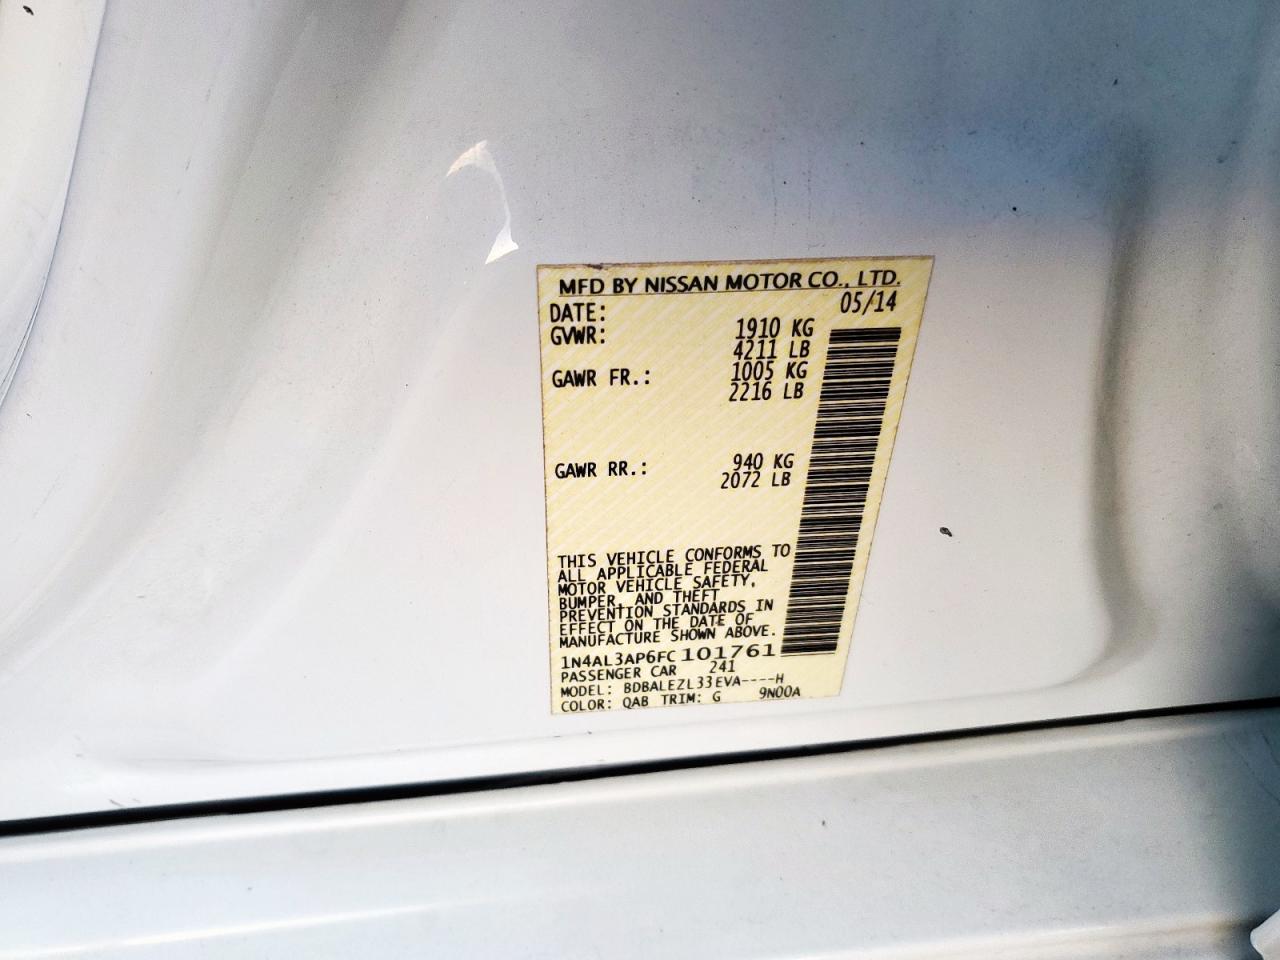 MFD BY NISSAN MOTOR CO., LTD.
DATE: 05/14
GVWR: 1910 KG
4211 LB
GAWR FR.: 1005 KG
2216 LB
GAWR RR.: 940 KG
2072 LB
THIS VEHICLE CONFORMS TO
ALL APPLICABLE FEDERAL
MOTOR VEHICLE SAFETY,
BUMPER, AND THEFT
PREVENTION STANDARDS IN
EFFECT ON THE DATE OF
MANUFACTURE SHOWN ABOVE.
1N4AL3AP6FC101761
PASSENGER CAR 241
MODEL: BDBALEZL33EVA----H
COLOR: QAB TRIM: G 9N00A